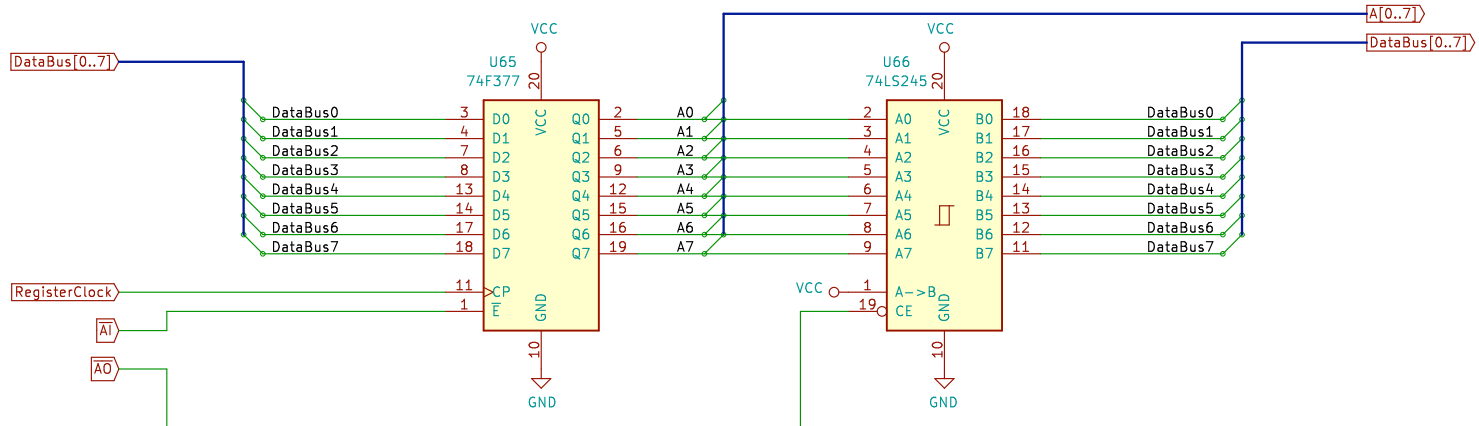 A[0..7]
VCC
VCC
DataBus[0..7]
DataBus[0..7]
U65
74F377
U66
74LS245
20
20
DataBus0 3 D0 VCC Q0 2 A0 2 A0 VCC B0 18 DataBus0
DataBus1 4 D1 Q1 5 A1 3 A1 B1 17 DataBus1
DataBus2 7 D2 Q2 6 A2 4 A2 B2 16 DataBus2
DataBus3 8 D3 Q3 9 A3 5 A3 B3 15 DataBus3
DataBus4 13 D4 Q4 12 A4 6 A4 B4 14 DataBus4
DataBus5 14 D5 Q5 15 A5 7 A5 B5 13 DataBus5
DataBus6 17 D6 Q6 16 A6 8 A6 B6 12 DataBus6
DataBus7 18 D7 Q7 19 A7 9 A7 B7 11 DataBus7
RegisterClock 11 CP GND VCC 1 A->B GND
1 E 19 CE
AI
10
10
AO
GND
GND